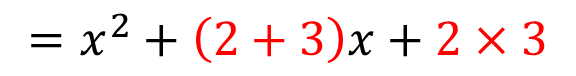 = x² + (2 + 3)x + 2 × 3